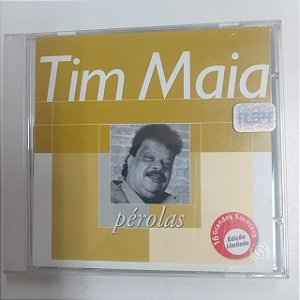 Tim Maia
pérolas
16 Grandes Sucessos
Edição
Limitada